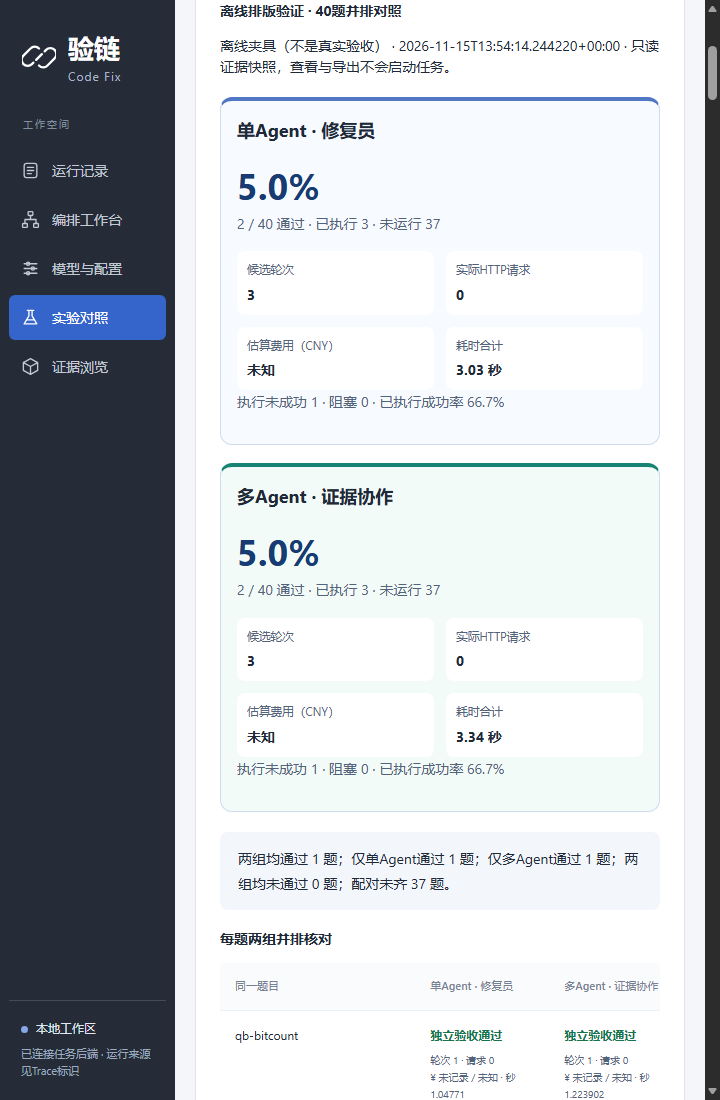 验链
Code Fix
工作空间
运行记录
编排工作台
模型与配置
实验对照
证据浏览
本地工作区
已连接任务后端 · 运行来源
见Trace标识
离线排版验证 · 40题并排对照
离线夹具（不是真实验收） · 2026-11-15T13:54:14.244220+00:00 · 只读
证据快照，查看与导出不会启动任务。
单Agent · 修复员
5.0%
2 / 40 通过 · 已执行 3 · 未运行 37
候选轮次
3
实际HTTP请求
0
估算费用（CNY）
未知
耗时合计
3.03 秒
执行未成功 1 · 阻塞 0 · 已执行成功率 66.7%
多Agent · 证据协作
5.0%
2 / 40 通过 · 已执行 3 · 未运行 37
候选轮次
3
实际HTTP请求
0
估算费用（CNY）
未知
耗时合计
3.34 秒
执行未成功 1 · 阻塞 0 · 已执行成功率 66.7%
两组均通过 1 题；仅单Agent通过 1 题；仅多Agent通过 1 题；两
组均未通过 0 题；配对未齐 37 题。
每题两组并排核对
同一题目
单Agent · 修复员
多Agent · 证据协作
qb-bitcount
独立验收通过
轮次 1 · 请求 0
¥ 未记录 / 未知 · 秒
1.04771
独立验收通过
轮次 1 · 请求 0
¥ 未记录 / 未知 · 秒
1.223902